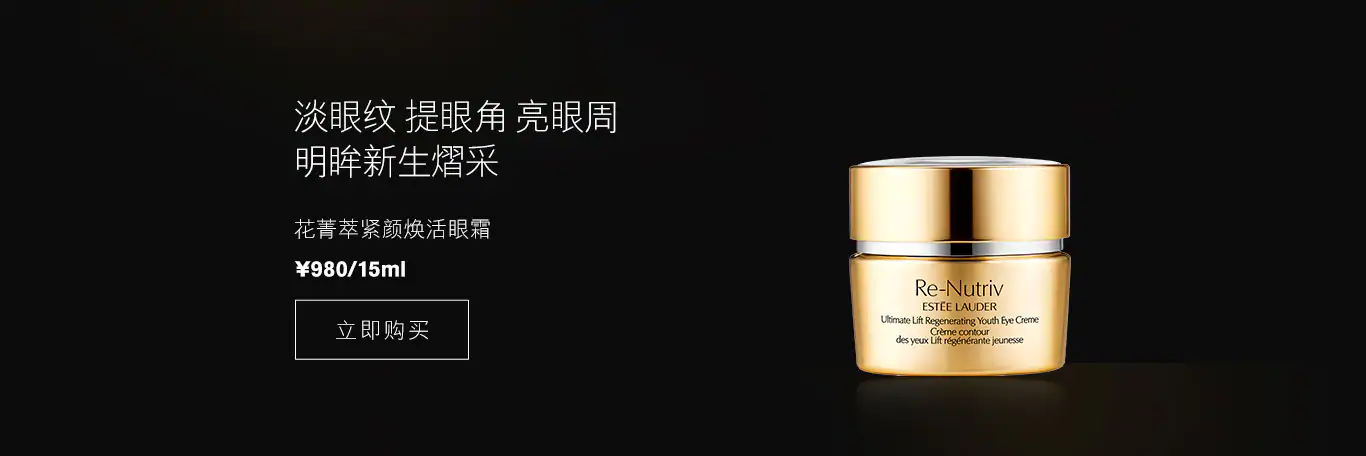 淡眼纹 提眼角 亮眼周
明眸新生熠采
花菁萃紧颜焕活眼霜
¥980/15ml
立即购买
Re-Nutriv
ESTĒE LAUDER
Ultimate Lift Regenerating Youth Eye Creme
Crème contour
des yeux Lift régénérante jeunesse